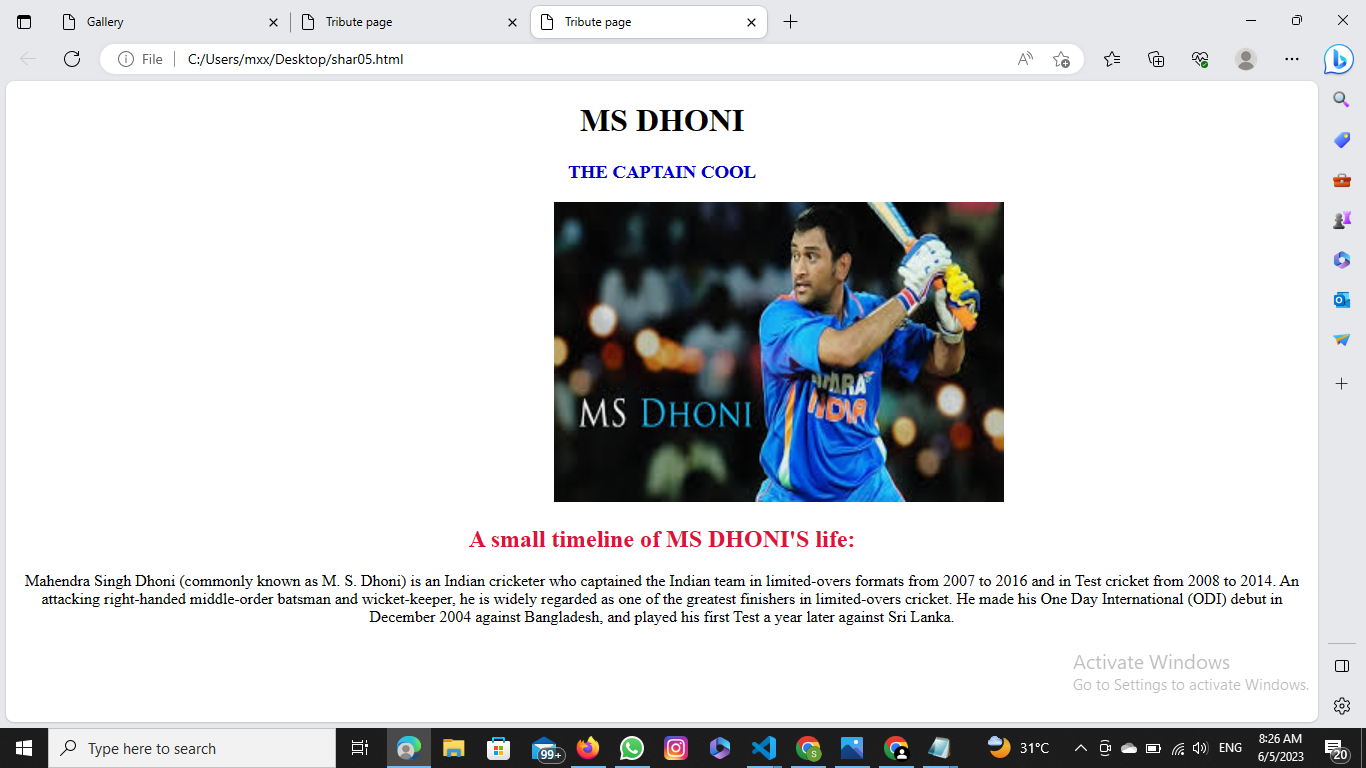 Gallery
Tribute page
Tribute page
File
C:/Users/mxx/Desktop/shar05.html
MS DHONI
THE CAPTAIN COOL
MS DHONI
INDIA
A small timeline of MS DHONI'S life:
Mahendra Singh Dhoni (commonly known as M. S. Dhoni) is an Indian cricketer who captained the Indian team in limited-overs formats from 2007 to 2016 and in Test cricket from 2008 to 2014. An
attacking right-handed middle-order batsman and wicket-keeper, he is widely regarded as one of the greatest finishers in limited-overs cricket. He made his One Day International (ODI) debut in
December 2004 against Bangladesh, and played his first Test a year later against Sri Lanka.
Activate Windows
Go to Settings to activate Windows.
Type here to search
99+
31°C
ENG
8:26 AM
6/5/2023
20